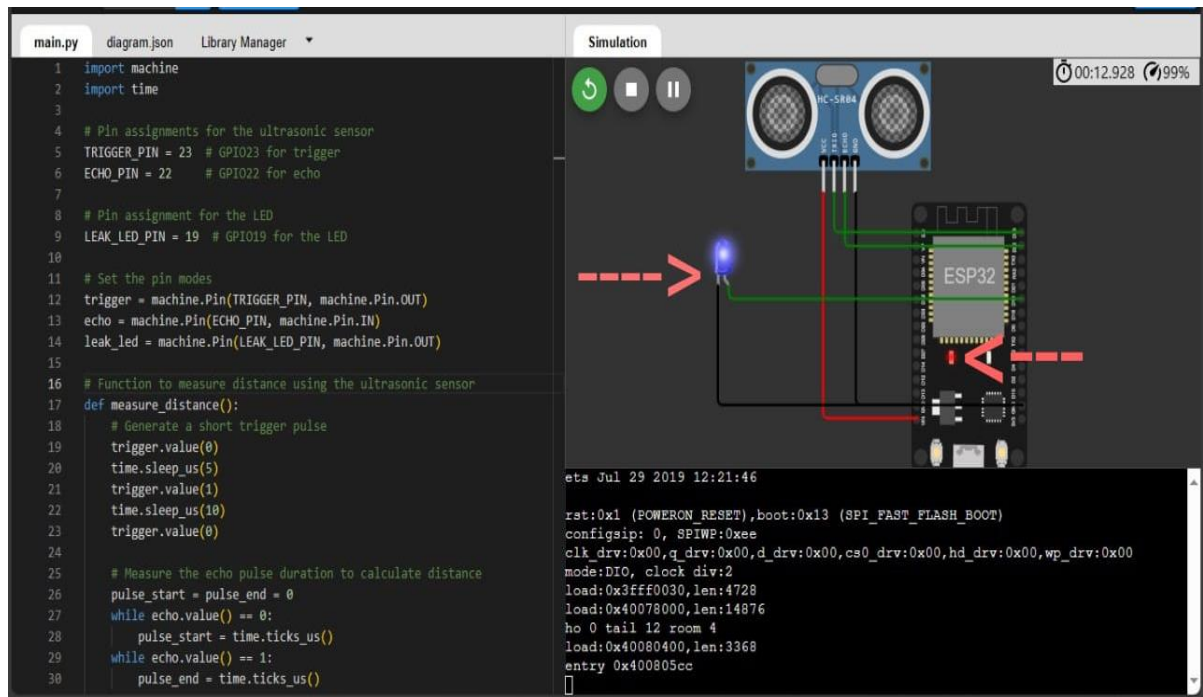 main.py diagram.json Library Manager
1 import machine
2 import time
3
4 # Pin assignments for the ultrasonic sensor
5 TRIGGER_PIN = 23 # GPIO23 for trigger
6 ECHO_PIN = 22 # GPIO22 for echo
7
8 # Pin assignment for the LED
9 LEAK_LED_PIN = 19 # GPIO19 for the LED
10
11 # Set the pin modes
12 trigger = machine.Pin(TRIGGER_PIN, machine.Pin.OUT)
13 echo = machine.Pin(ECHO_PIN, machine.Pin.IN)
14 leak_led = machine.Pin(LEAK_LED_PIN, machine.Pin.OUT)
15
16 # Function to measure distance using the ultrasonic sensor
17 def measure_distance():
18 # Generate a short trigger pulse
19 trigger.value(0)
20 time.sleep_us(5)
21 trigger.value(1)
22 time.sleep_us(10)
23 trigger.value(0)
24
25 # Measure the echo pulse duration to calculate distance
26 pulse_start = pulse_end = 0
27 while echo.value() == 0:
28 pulse_start = time.ticks_us()
29 while echo.value() == 1:
30 pulse_end = time.ticks_us()
Simulation
00:12.928 99%
HC-SR04
VCC TRIG ECHO GND
ESP32
ets Jul 29 2019 12:21:46
rst:0x1 (POWERON_RESET),boot:0x13 (SPI_FAST_FLASH_BOOT)
configsip: 0, SPIWP:0xee
clk_drv:0x00,q_drv:0x00,d_drv:0x00,cs0_drv:0x00,hd_drv:0x00,wp_drv:0x00
mode:DIO, clock div:2
load:0x3fff0030,len:4728
load:0x40078000,len:14876
ho 0 tail 12 room 4
load:0x40080400,len:3368
entry 0x400805cc